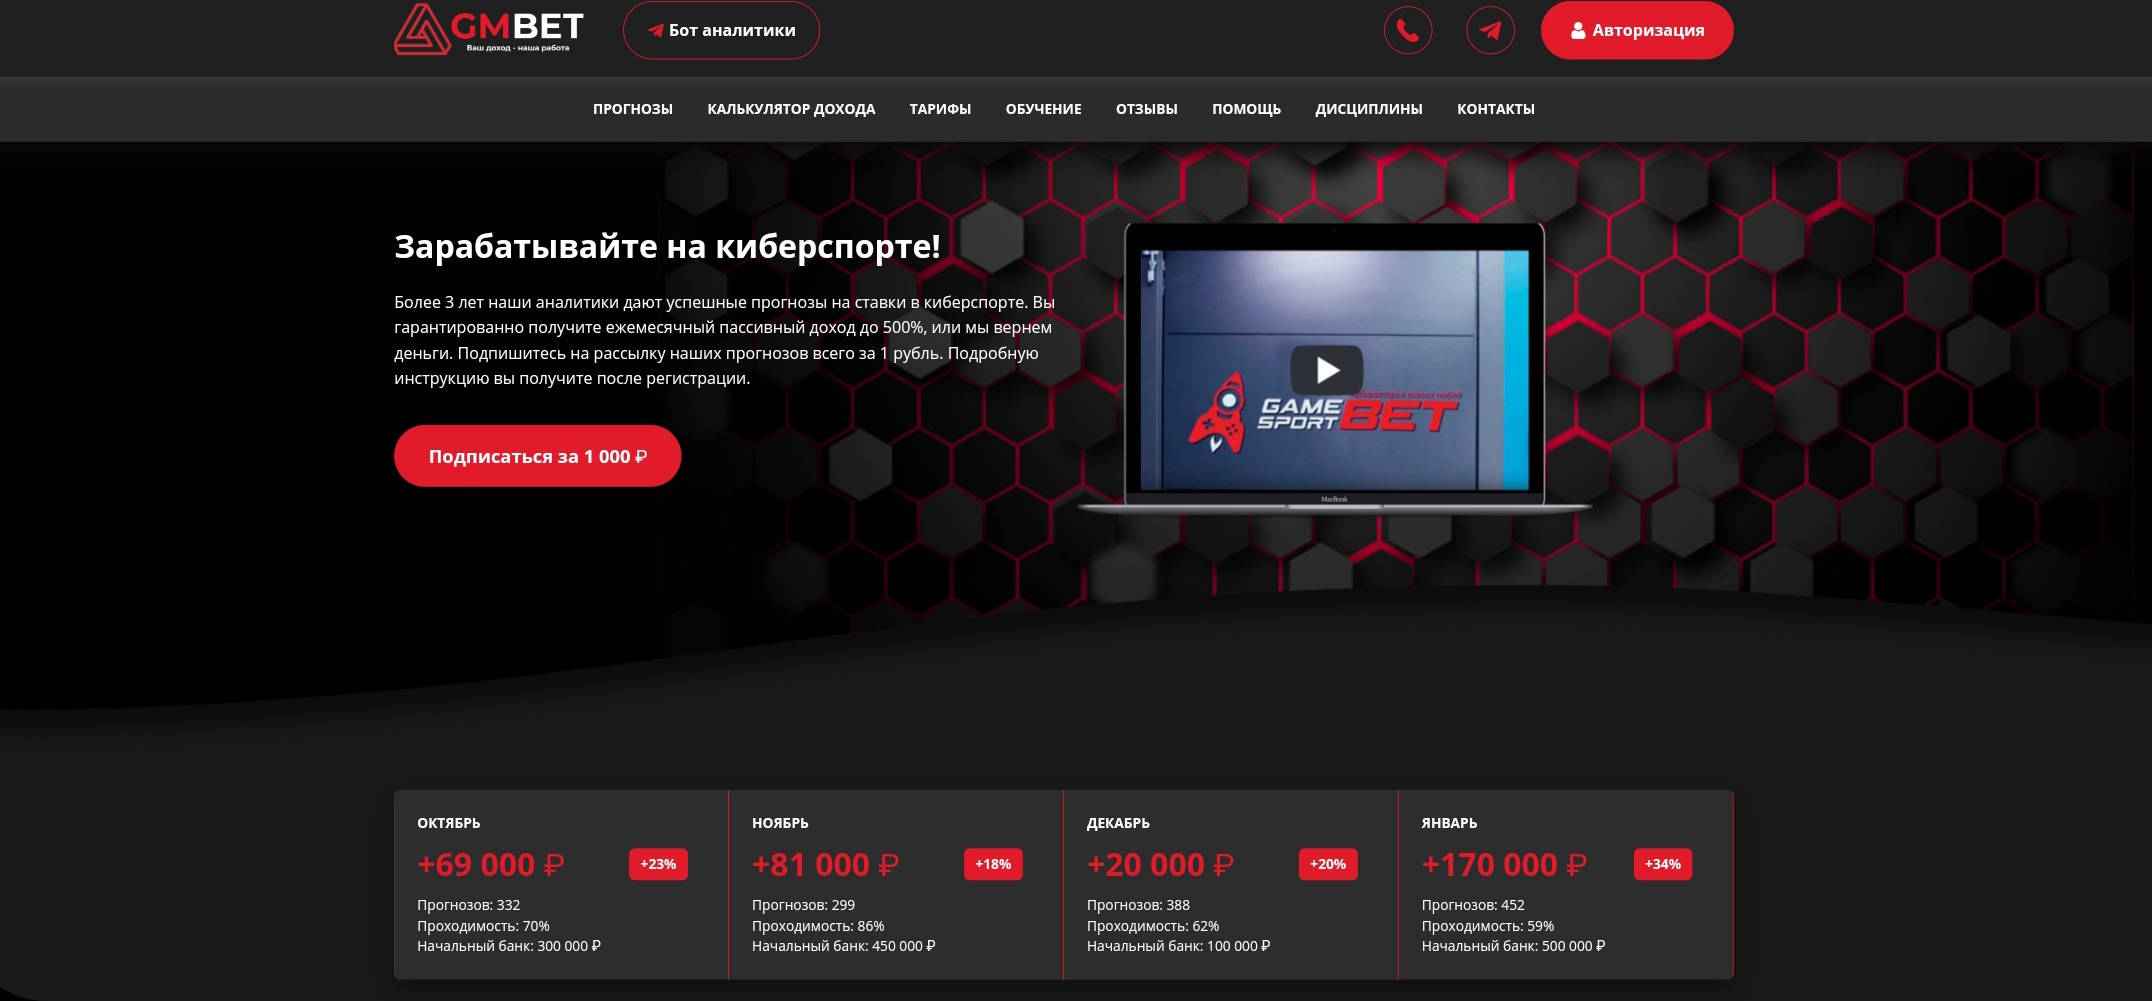 GMBET
Ваш доход - наша работа
Бот аналитики
Авторизация
ПРОГНОЗЫ КАЛЬКУЛЯТОР ДОХОДА ТАРИФЫ ОБУЧЕНИЕ ОТЗЫВЫ ПОМОЩЬ ДИСЦИПЛИНЫ КОНТАКТЫ
Зарабатывайте на киберспорте!
Более 3 лет наши аналитики дают успешные прогнозы на ставки в киберспорте. Вы
гарантированно получите ежемесячный пассивный доход до 500%, или мы вернем
деньги. Подпишитесь на рассылку наших прогнозов всего за 1 рубль. Подробную
инструкцию вы получите после регистрации.
Подписаться за 1 000 ₽
лаборатория твоих побед
GAME
SPORT BET
MacBook
ОКТЯБРЬ
+69 000 ₽ +23%
Прогнозов: 332
Проходимость: 70%
Начальный банк: 300 000 ₽
НОЯБРЬ
+81 000 ₽ +18%
Прогнозов: 299
Проходимость: 86%
Начальный банк: 450 000 ₽
ДЕКАБРЬ
+20 000 ₽ +20%
Прогнозов: 388
Проходимость: 62%
Начальный банк: 100 000 ₽
ЯНВАРЬ
+170 000 ₽ +34%
Прогнозов: 452
Проходимость: 59%
Начальный банк: 500 000 ₽